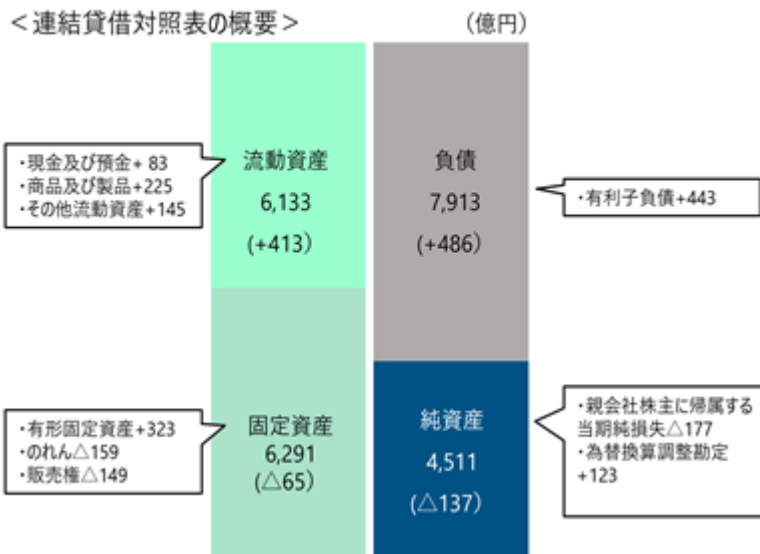 ＜連結貸借対照表の概要＞
（億円）
・現金及び預金+ 83
・商品及び製品+225
・その他流動資産+145
流動資産
6,133
(+413)
負債
7,913
(+486)
・有利子負債+443
・有形固定資産+323
・のれん△159
・販売権△149
固定資産
6,291
(△65)
純資産
4,511
(△137)
・親会社株主に帰属する
当期純損失△177
・為替換算調整勘定
+123